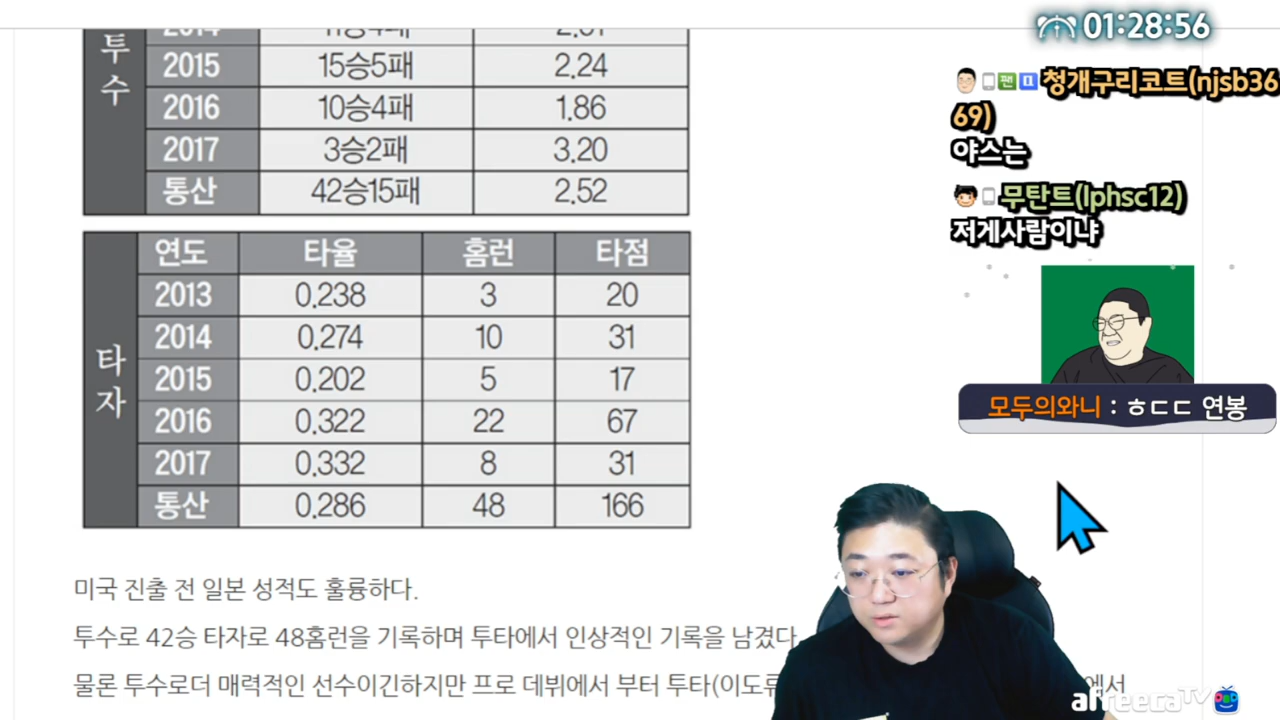 01:28:56
투수
2015 15승5패 2.24
2016 10승4패 1.86
2017 3승2패 3.20
통산 42승15패 2.52
타자
연도 타율 홈런 타점
2013 0.238 3 20
2014 0.274 10 31
2015 0.202 5 17
2016 0.322 22 67
2017 0.332 8 31
통산 0.286 48 166
미국 진출 전 일본 성적도 훌륭하다.
투수로 42승 타자로 48홈런을 기록하며 투타에서 인상적인 기록을 남겼다
물론 투수로더 매력적인 선수이긴하지만 프로 데뷔에서 부터 투타(이도류 에서
팬 청개구리코트(njsb36
69)
야스는
무탄트(lphsc12)
저게사람이냐
모두의와니 : ㅎㄷㄷ 연봉
afreecaTV